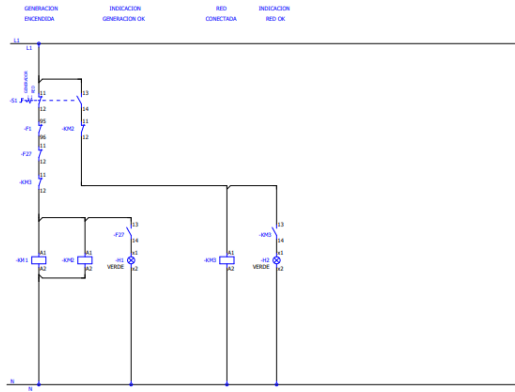 GENERACION
ENCENDIDA
INDICACION
GENERACION OK
RED
CONECTADA
INDICACION
RED OK
L1
L1
GENERADOR
-S1
11
12
13
14
-F1
95
96
-KM2
11
12
-F27
11
12
-KM3
11
12
-F27
13
14
-KM3
13
14
-KM1
A1
A2
-KM2
A1
A2
-H1
VERDE
x1
x2
-KM3
A1
A2
-H2
VERDE
x1
x2
N
N